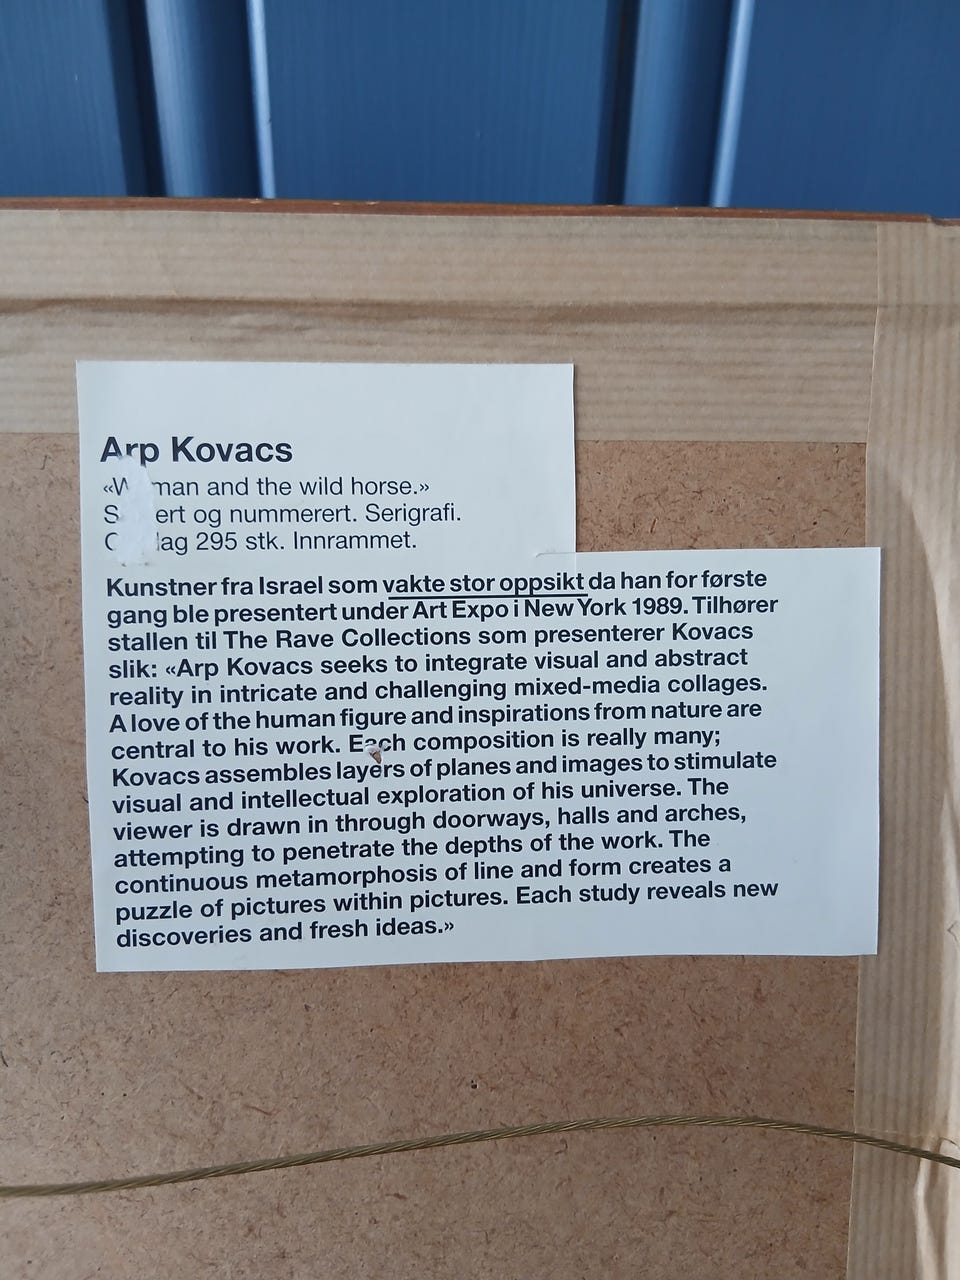 Arp Kovacs
and the wild horse.»
og nummerert. Serigrafi.
295 stk. Innrammet.
Kunstner fra Israel som vakte stor oppsikt da han for første
gang ble presentert under Art Expo i New York 1989. Tilhører
stallen til The Rave Collections som presenterer Kovacs
slik: «Arp Kovacs seeks to integrate visual and abstract
reality in intricate and challenging mixed-media collages.
A love of the human figure and inspirations from nature are
central to his work. Each composition is really many;
Kovacs assembles layers of planes and images to stimulate
visual and intellectual exploration of his universe. The
viewer is drawn in through doorways, halls and arches,
attempting to penetrate the depths of the work. The
continuous metamorphosis of line and form creates a
puzzle of pictures within pictures. Each study reveals new
discoveries and fresh ideas.»